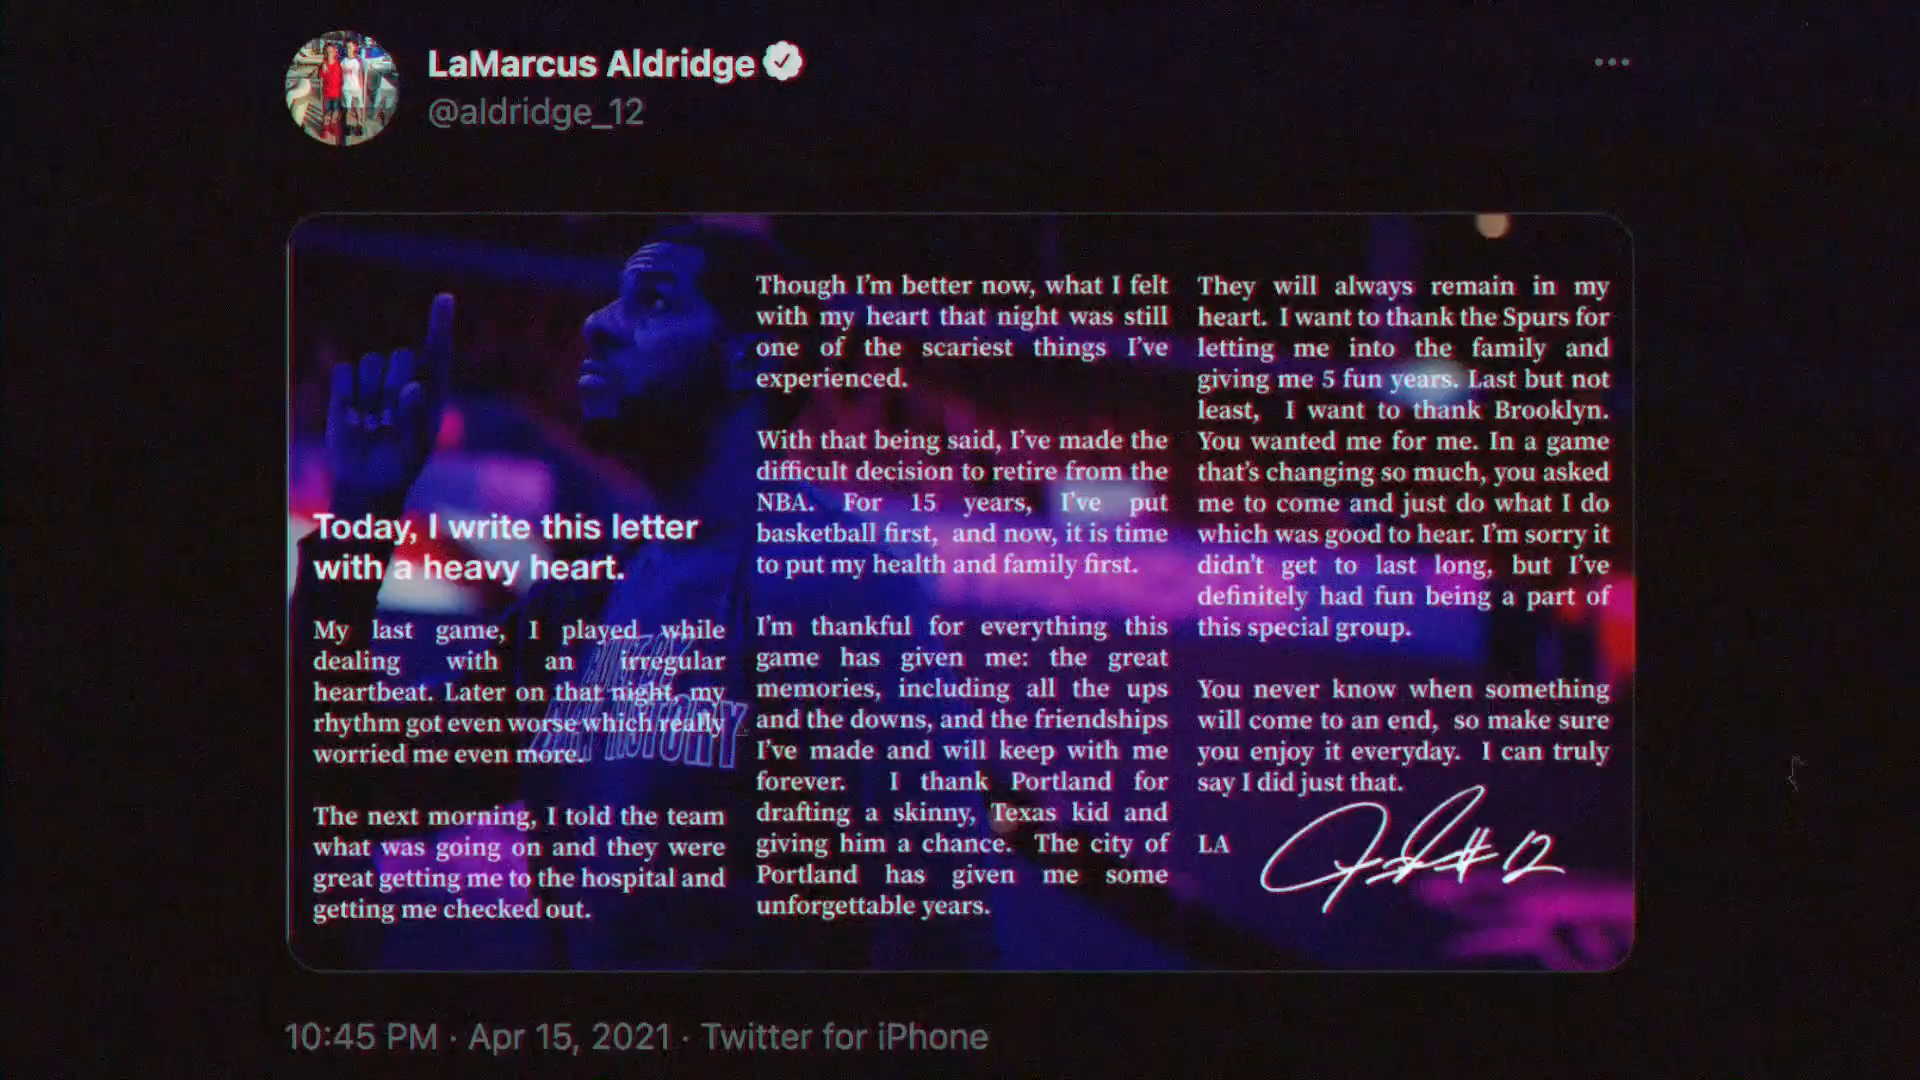 LaMarcus Aldridge
@aldridge_12
Today, I write this letter
with a heavy heart.
My last game, I played while
dealing with an irregular
heartbeat. Later on that night, my
rhythm got even worse which really
worried me even more.
The next morning, I told the team
what was going on and they were
great getting me to the hospital and
getting me checked out.
Though I'm better now, what I felt
with my heart that night was still
one of the scariest things I've
experienced.
With that being said, I've made the
difficult decision to retire from the
NBA. For 15 years, I've put
basketball first, and now, it is time
to put my health and family first.
I'm thankful for everything this
game has given me: the great
memories, including all the ups
and the downs, and the friendships
I've made and will keep with me
forever. I thank Portland for
drafting a skinny, Texas kid and
giving him a chance. The city of
Portland has given me some
unforgettable years.
They will always remain in my
heart. I want to thank the Spurs for
letting me into the family and
giving me 5 fun years. Last but not
least, I want to thank Brooklyn.
You wanted me for me. In a game
that's changing so much, you asked
me to come and just do what I do
which was good to hear. I'm sorry it
didn't get to last long, but I've
definitely had fun being a part of
this special group.
You never know when something
will come to an end, so make sure
you enjoy it everyday. I can truly
say I did just that.
LA
#12
HISTORY
10:45 PM · Apr 15, 2021 · Twitter for iPhone